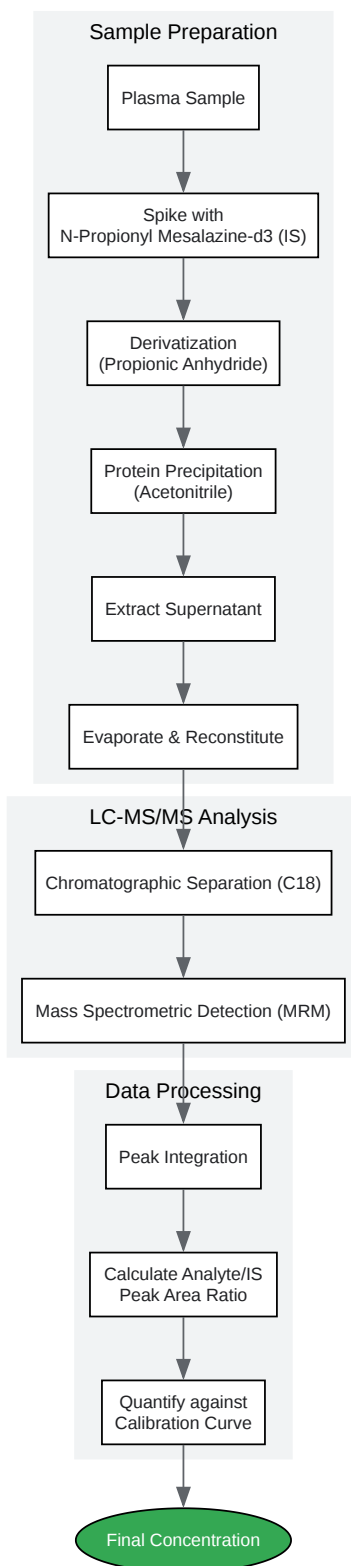 Sample Preparation
Plasma Sample
Spike with
N-Propionyl Mesalazine-d3 (IS)
Derivatization
(Propionic Anhydride)
Protein Precipitation
(Acetonitrile)
Extract Supernatant
Evaporate & Reconstitute
LC-MS/MS Analysis
Chromatographic Separation (C18)
Mass Spectrometric Detection (MRM)
Data Processing
Peak Integration
Calculate Analyte/IS
Peak Area Ratio
Quantify against
Calibration Curve
Final Concentration